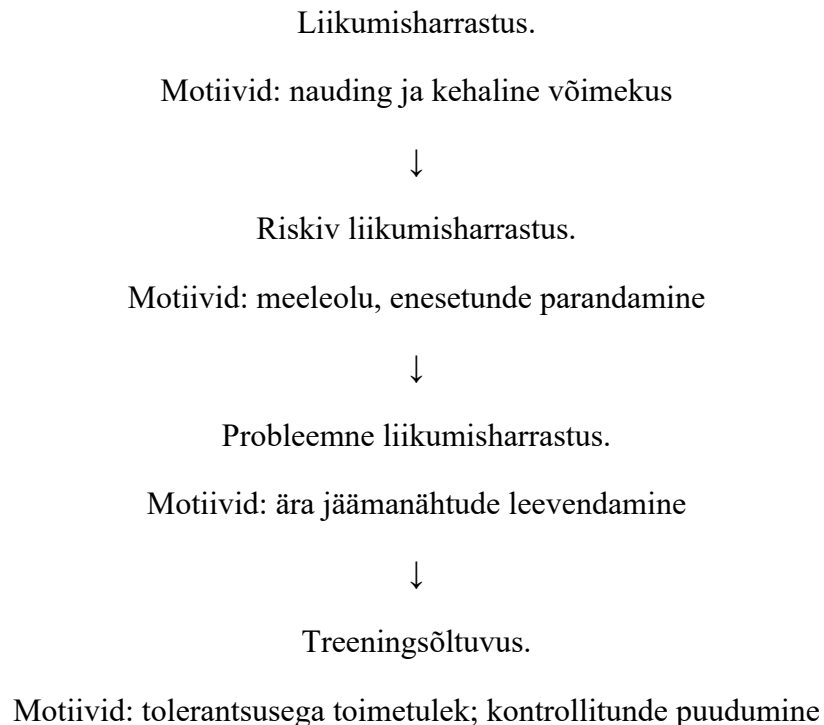 Liikumisharrastus.
Motiivid: nauding ja kehaline võimekus
↓
Riskiv liikumisharrastus.
Motiivid: meeleolu, enesetunde parandamine
↓
Probleemne liikumisharrastus.
Motiivid: ära jäämanähtude leevendamine
↓
Treeningsõltuvus.
Motiivid: tolerantsusega toimetulek; kontrollitunde puudumine